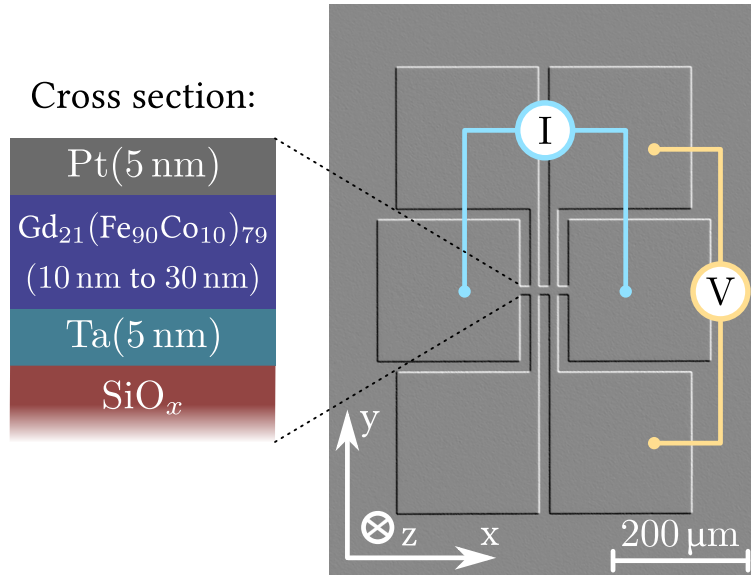 Cross section:
Pt(5 nm)
Gd₂₁(Fe₉₀Co₁₀)₇₉
(10 nm to 30 nm)
Ta(5 nm)
SiOₓ
I
V
y
z
x
200 μm